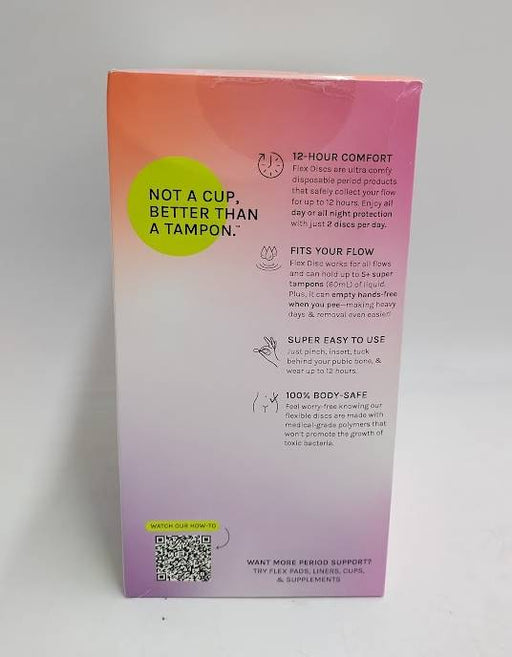 NOT A CUP,
BETTER THAN
A TAMPON.™
12-HOUR COMFORT
Flex Discs are ultra comfy
disposable period products
that safely collect your flow
for up to 12 hours. Enjoy all
day or all night protection
with just 2 discs per day.
FITS YOUR FLOW
Flex Disc works for all flows
and can hold up to 5+ super
tampons (60mL) of liquid.
Plus, it can empty hands-free
when you pee—making heavy
days & removal even easier!
SUPER EASY TO USE
Just pinch, insert, tuck
behind your pubic bone, &
wear up to 12 hours.
100% BODY-SAFE
Feel worry-free knowing our
flexible discs are made with
medical-grade polymers that
won't promote the growth of
toxic bacteria.
WATCH OUR HOW-TO
WANT MORE PERIOD SUPPORT?
TRY FLEX PADS, LINERS, CUPS,
& SUPPLEMENTS